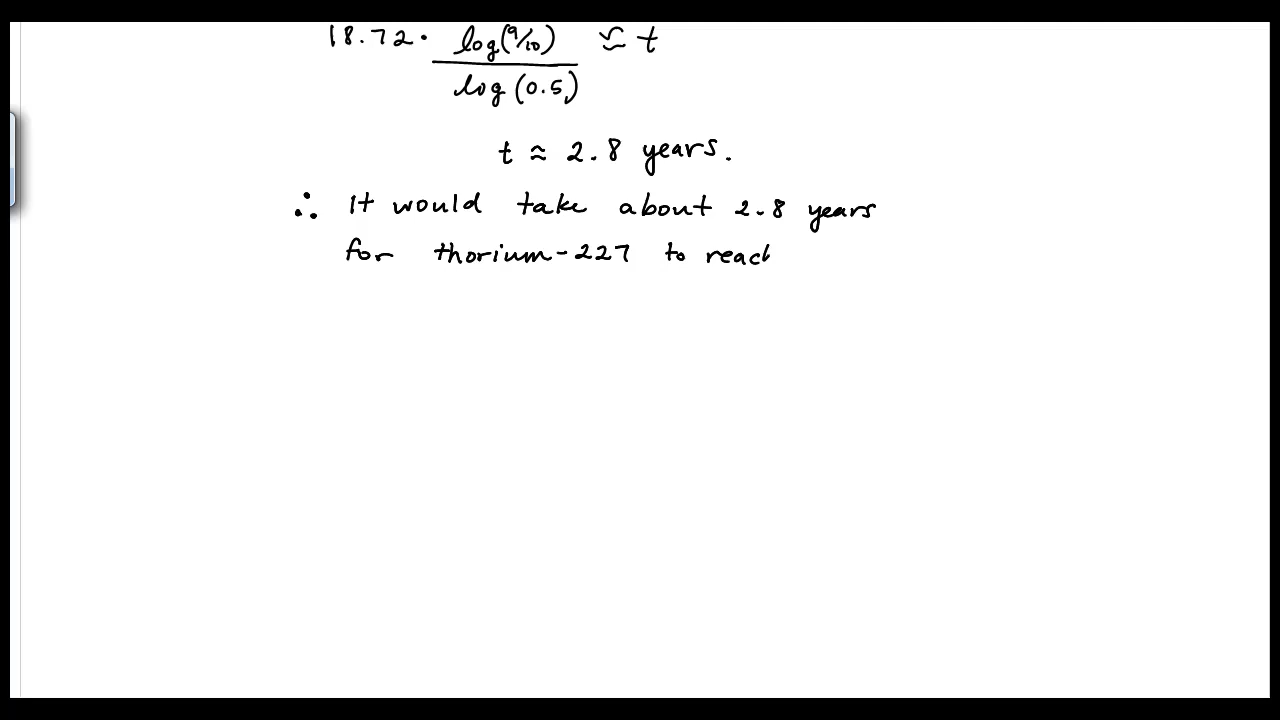 18.72 · log(9/10) ≈ t
log(0.5)
t ≈ 2.8 years.
∴ It would take about 2.8 years
for thorium-227 to reach